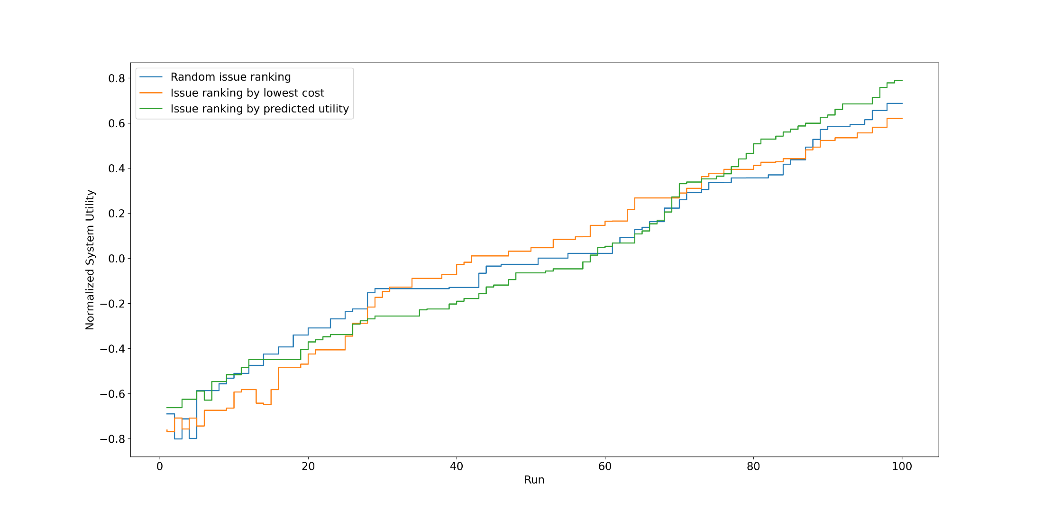 Random issue ranking
Issue ranking by lowest cost
Issue ranking by predicted utility
Normalized System Utility
0.8
0.6
0.4
0.2
0.0
−0.2
−0.4
−0.6
−0.8
0 20 40 60 80 100
Run